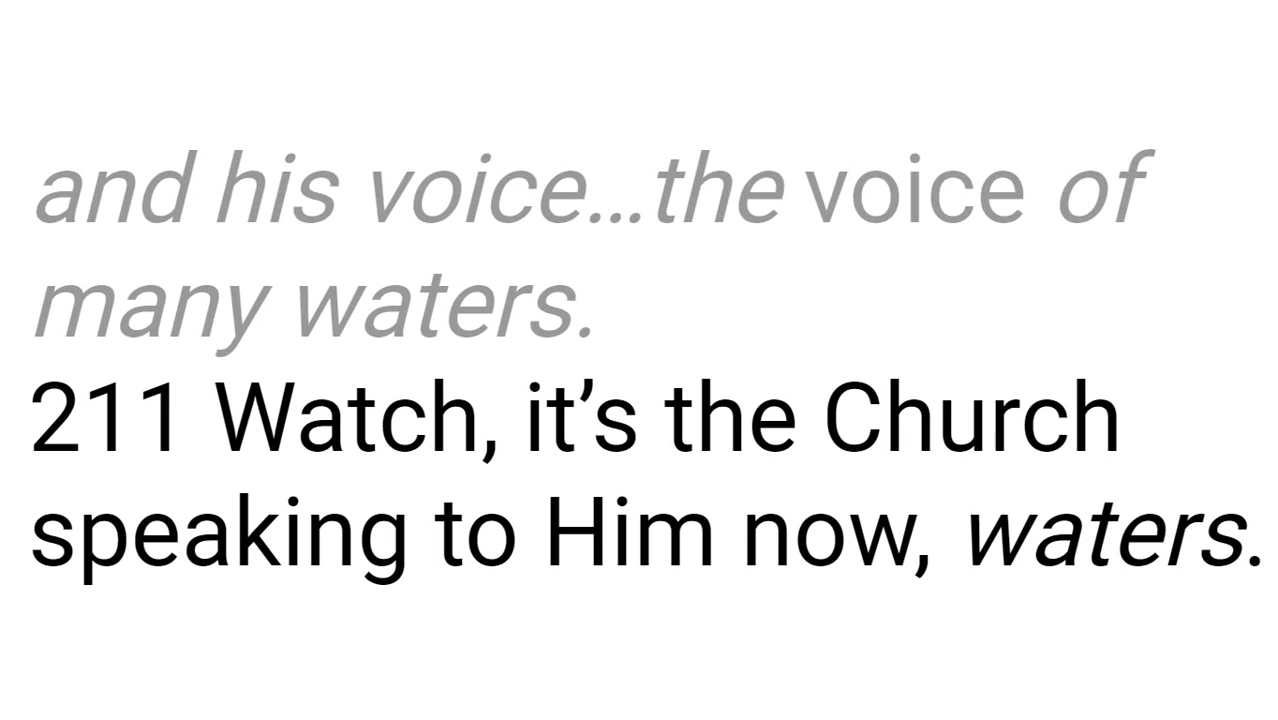 and his voice…the voice of
many waters.
211 Watch, it’s the Church
speaking to Him now, waters.